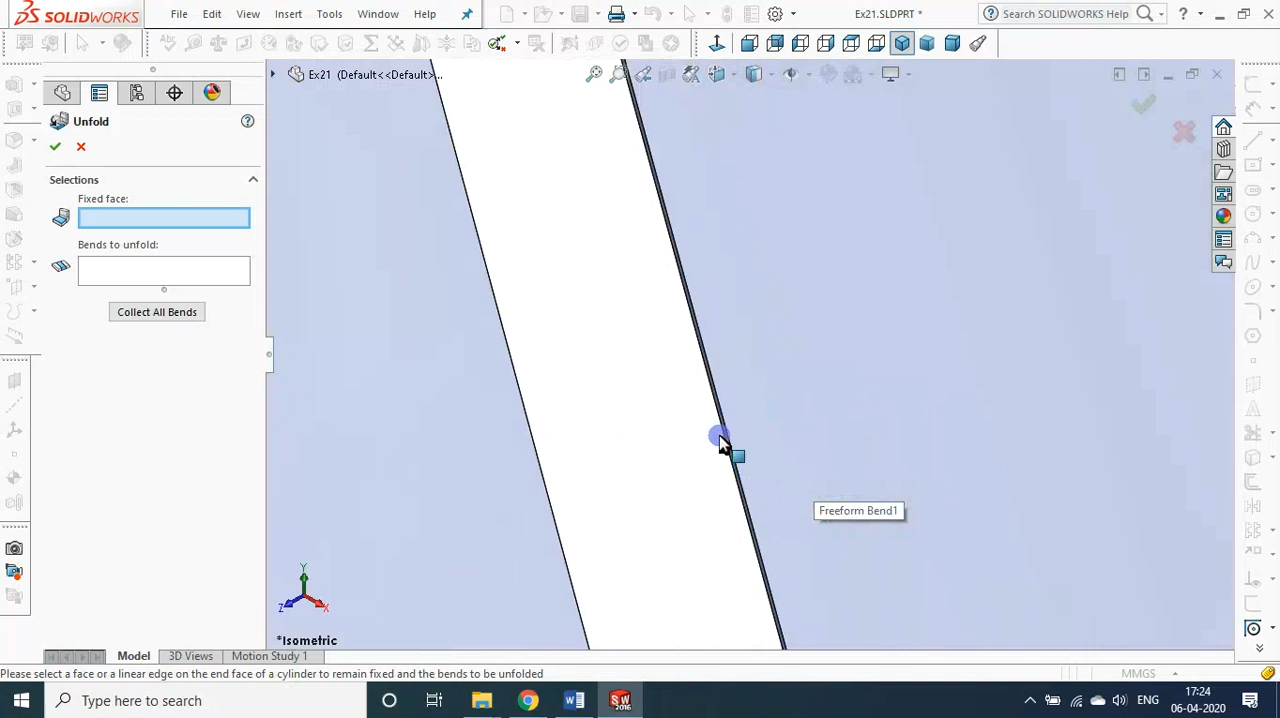 SOLIDWORKS File Edit View Insert Tools Window Help Ex21.SLDPRT * Search SOLIDWORKS Help
Ex21 (Default<<Default>...
Unfold
Selections
Fixed face:
Bends to unfold:
Collect All Bends
Freeform Bend1
Y
Z
X
*Isometric
Model 3D Views Motion Study 1
Please select a face or a linear edge on the end face of a cylinder to remain fixed and the bends to be unfolded MMGS
Type here to search ENG 17:24
06-04-2020
SW
2016